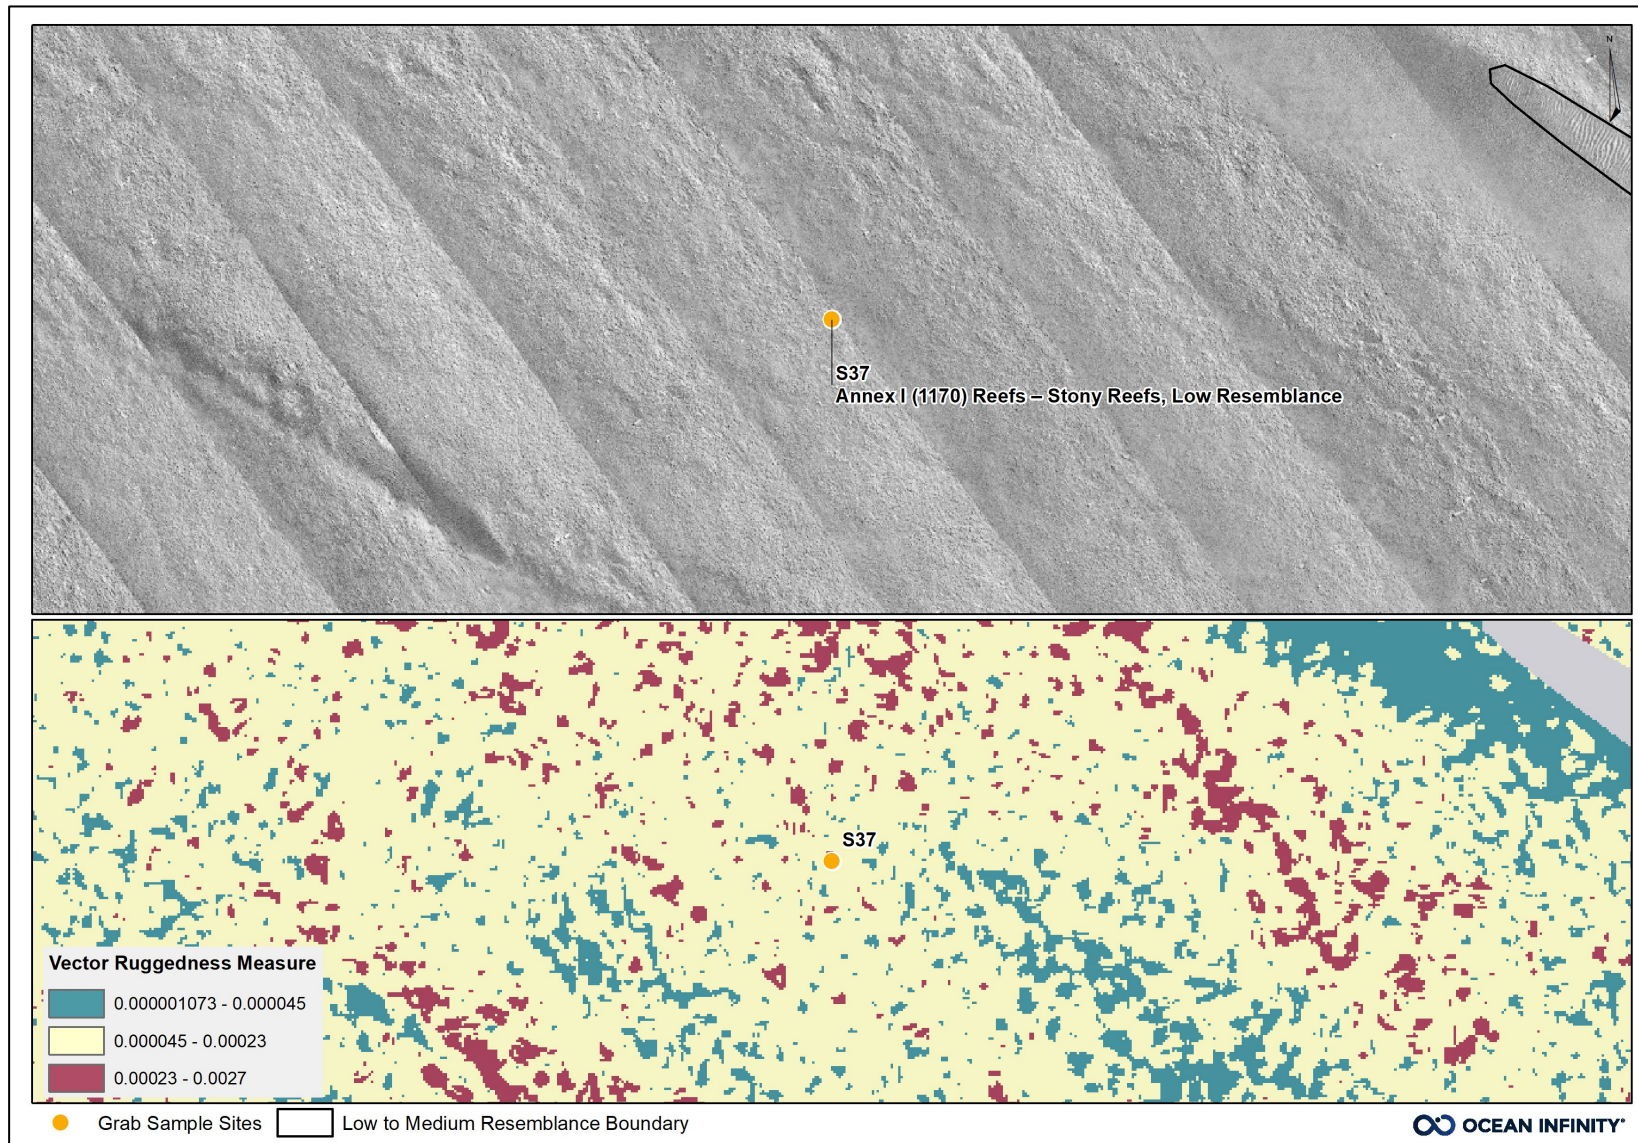 N
S37
Annex I (1170) Reefs – Stony Reefs, Low Resemblance
S37
Vector Ruggedness Measure
0.000001073 - 0.000045
0.000045 - 0.00023
0.00023 - 0.0027
Grab Sample Sites
Low to Medium Resemblance Boundary
OCEAN INFINITY®